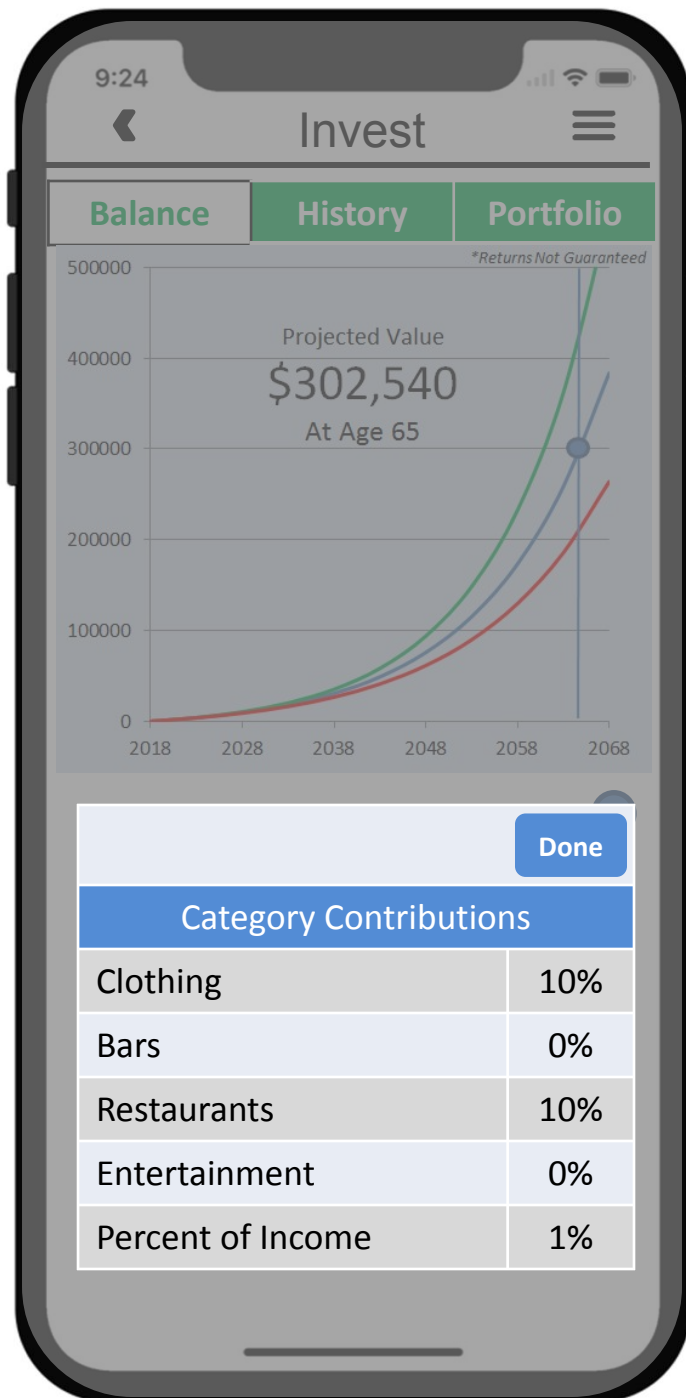 9:24
Invest
Balance History Portfolio
*Returns Not Guaranteed
500000
Projected Value
400000
$302,540
At Age 65
300000
200000
100000
0
2018 2028 2038 2048 2058 2068
Done
Category Contributions
Clothing 10%
Bars 0%
Restaurants 10%
Entertainment 0%
Percent of Income 1%